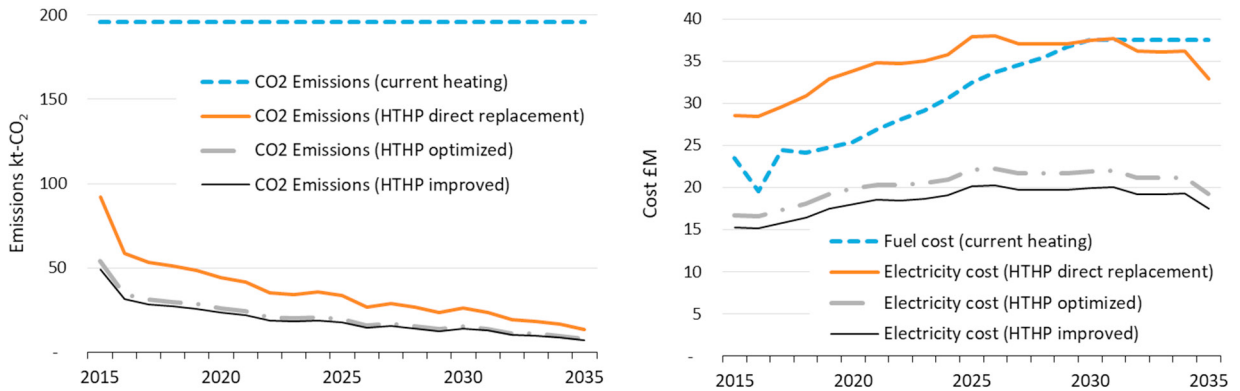 200
150
100
50
-
Emissions kt-CO2
CO2 Emissions (current heating)
CO2 Emissions (HTHP direct replacement)
CO2 Emissions (HTHP optimized)
CO2 Emissions (HTHP improved)
2015 2020 2025 2030 2035
40
35
30
25
20
15
10
5
-
Cost £M
Fuel cost (current heating)
Electricity cost (HTHP direct replacement)
Electricity cost (HTHP optimized)
Electricity cost (HTHP improved)
2015 2020 2025 2030 2035